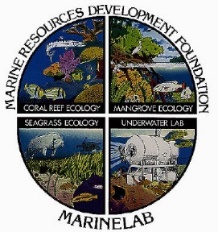 MARINE RESOURCES DEVELOPMENT FOUNDATION
CORAL REEF ECOLOGY
MANGROVE ECOLOGY
SEAGRASS ECOLOGY
UNDERWATER LAB
MARINELAB